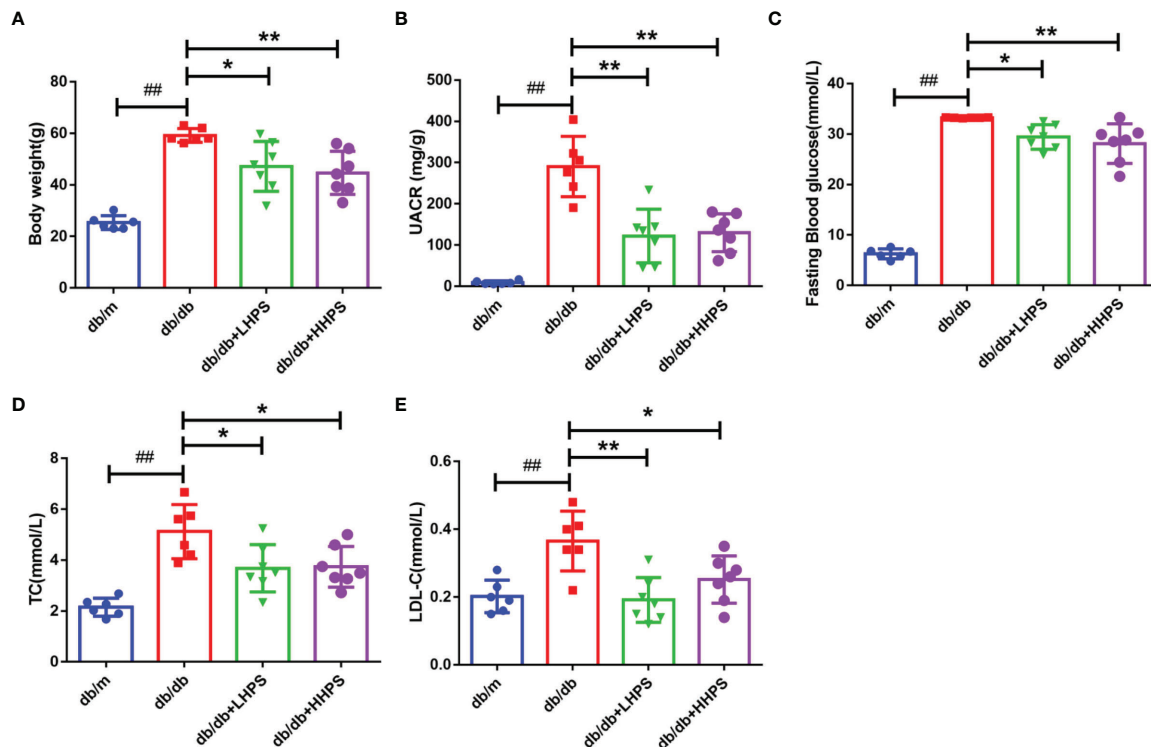 A
**
*
##
Body weight(g)
80
60
40
20
0
db/m
db/db
db/db+LHPS
db/db+HHPS
B
**
**
##
UACR (mg/g)
500
400
300
200
100
0
db/m
db/db
db/db+LHPS
db/db+HHPS
C
**
*
##
Fasting Blood glucose(mmol/L)
40
30
20
10
0
db/m
db/db
db/db+LHPS
db/db+HHPS
D
*
*
##
TC(mmol/L)
8
6
4
2
0
db/m
db/db
db/db+LHPS
db/db+HHPS
E
*
**
##
LDL-C(mmol/L)
0.6
0.4
0.2
0.0
db/m
db/db
db/db+LHPS
db/db+HHPS